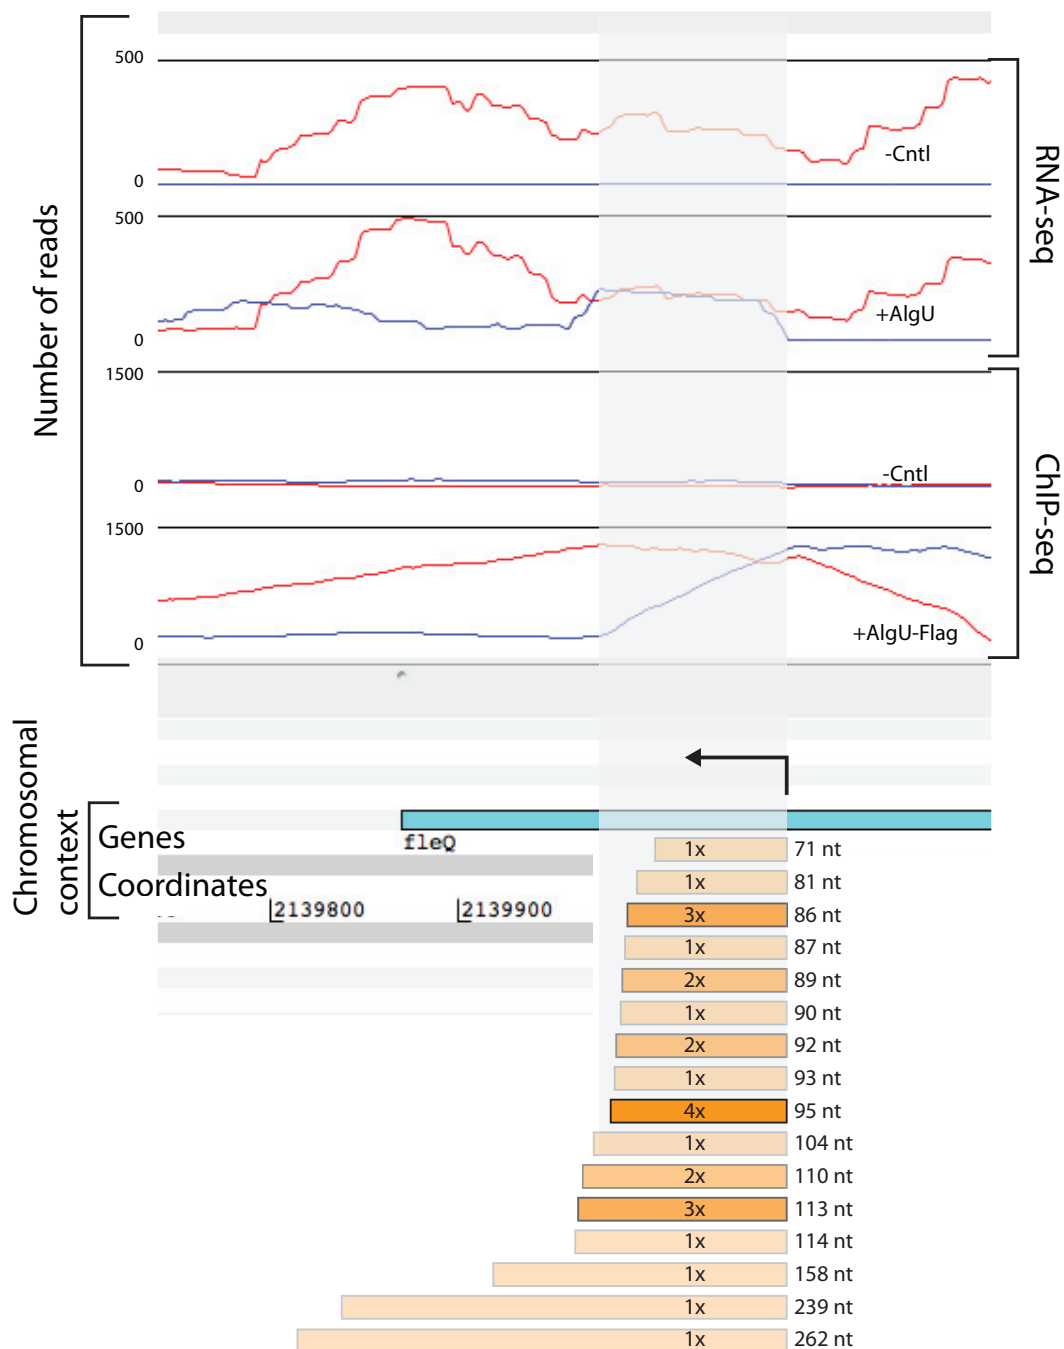 500
0
-Cntl
500
0
+AlgU
RNA-seq
Number of reads
1500
0
-Cntl
1500
0
+AlgU-Flag
ChIP-seq
Chromosomal
context
Genes
fleQ
Coordinates
2139800
2139900
1x 71 nt
1x 81 nt
3x 86 nt
1x 87 nt
2x 89 nt
1x 90 nt
2x 92 nt
1x 93 nt
4x 95 nt
1x 104 nt
2x 110 nt
3x 113 nt
1x 114 nt
1x 158 nt
1x 239 nt
1x 262 nt